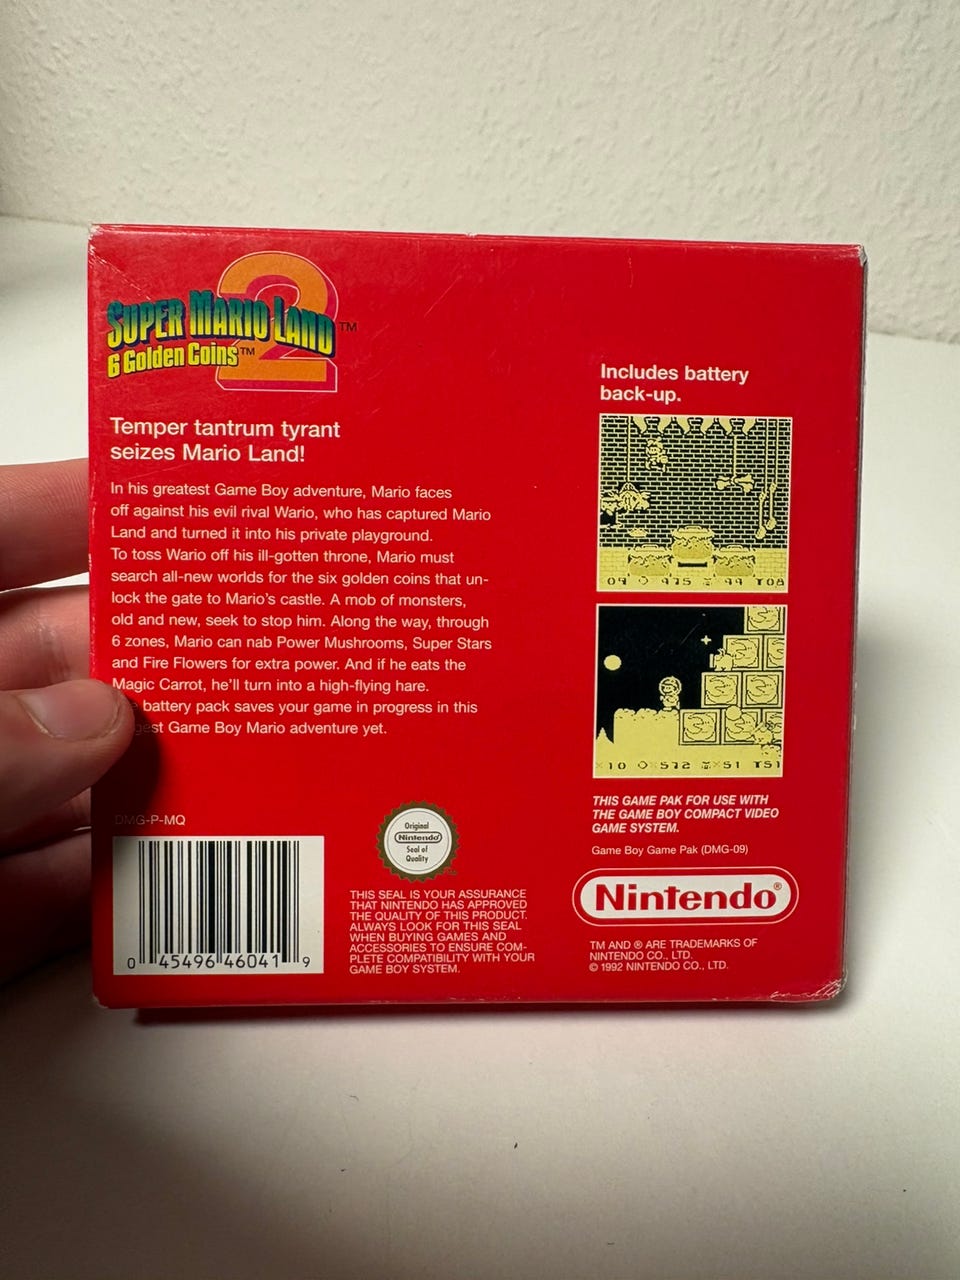 2
SUPER MARIO LAND™
6 Golden Coins™
Temper tantrum tyrant
seizes Mario Land!
In his greatest Game Boy adventure, Mario faces
off against his evil rival Wario, who has captured Mario
Land and turned it into his private playground.
To toss Wario off his ill-gotten throne, Mario must
search all-new worlds for the six golden coins that un-
lock the gate to Mario's castle. A mob of monsters,
old and new, seek to stop him. Along the way, through
6 zones, Mario can nab Power Mushrooms, Super Stars
and Fire Flowers for extra power. And if he eats the
Magic Carrot, he'll turn into a high-flying hare.
battery pack saves your game in progress in this
Game Boy Mario adventure yet.
DMG-P-MQ
0 45496 46041 9
Original
Nintendo
Seal of
Quality
THIS SEAL IS YOUR ASSURANCE
THAT NINTENDO HAS APPROVED
THE QUALITY OF THIS PRODUCT.
ALWAYS LOOK FOR THIS SEAL
WHEN BUYING GAMES AND
ACCESSORIES TO ENSURE COM-
PLETE COMPATIBILITY WITH YOUR
GAME BOY SYSTEM.
Includes battery
back-up.
09 975 99 T08
×10 572 ×51 T51
THIS GAME PAK FOR USE WITH
THE GAME BOY COMPACT VIDEO
GAME SYSTEM.
Game Boy Game Pak (DMG-09)
Nintendo®
TM AND ® ARE TRADEMARKS OF
NINTENDO CO., LTD.
© 1992 NINTENDO CO., LTD.